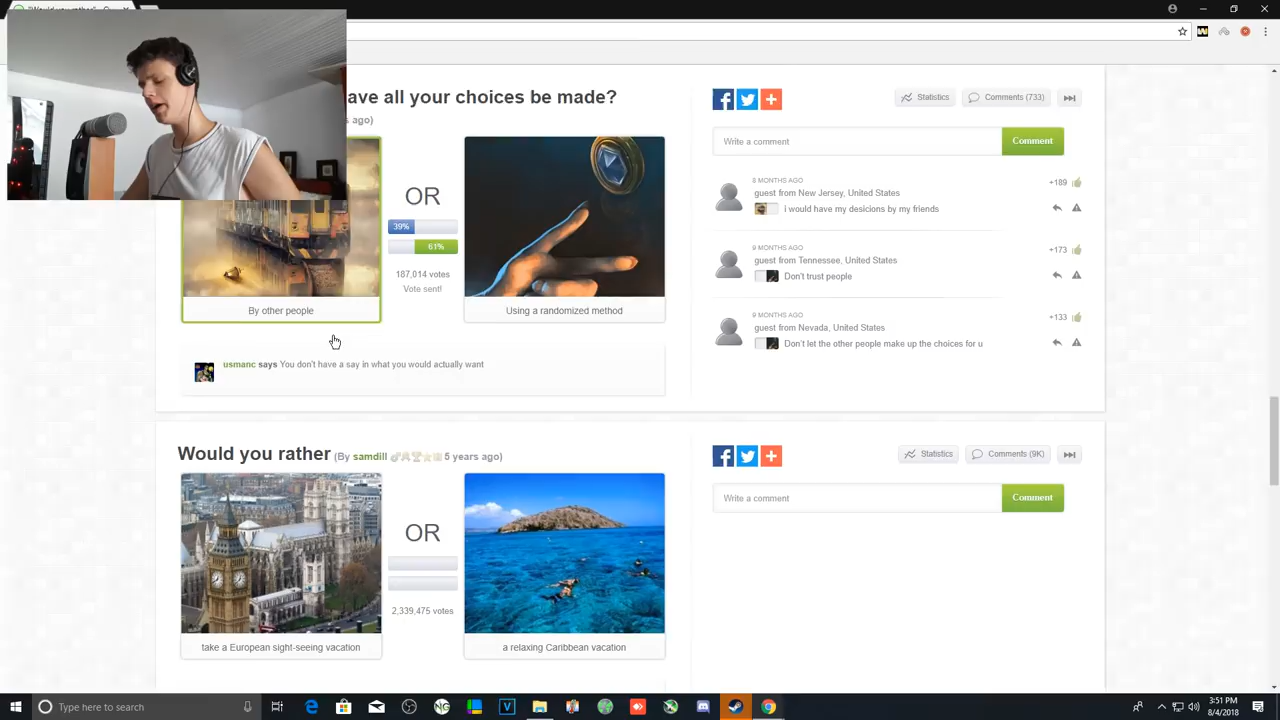 ave all your choices be made?
s ago)
Statistics
Comments (733)
Write a comment
Comment
OR
39%
61%
187,014 votes
Vote sent!
By other people
Using a randomized method
8 MONTHS AGO
guest from New Jersey, United States
+189
i would have my desicions by my friends
9 MONTHS AGO
guest from Tennessee, United States
+173
Don't trust people
9 MONTHS AGO
guest from Nevada, United States
+133
Don't let the other people make up the choices for u
usmanc says You don't have a say in what you would actually want
Would you rather (By samdill 5 years ago)
Statistics
Comments (9K)
Write a comment
Comment
OR
2,339,475 votes
take a European sight-seeing vacation
a relaxing Caribbean vacation
Type here to search
3:51 PM
8/4/2018